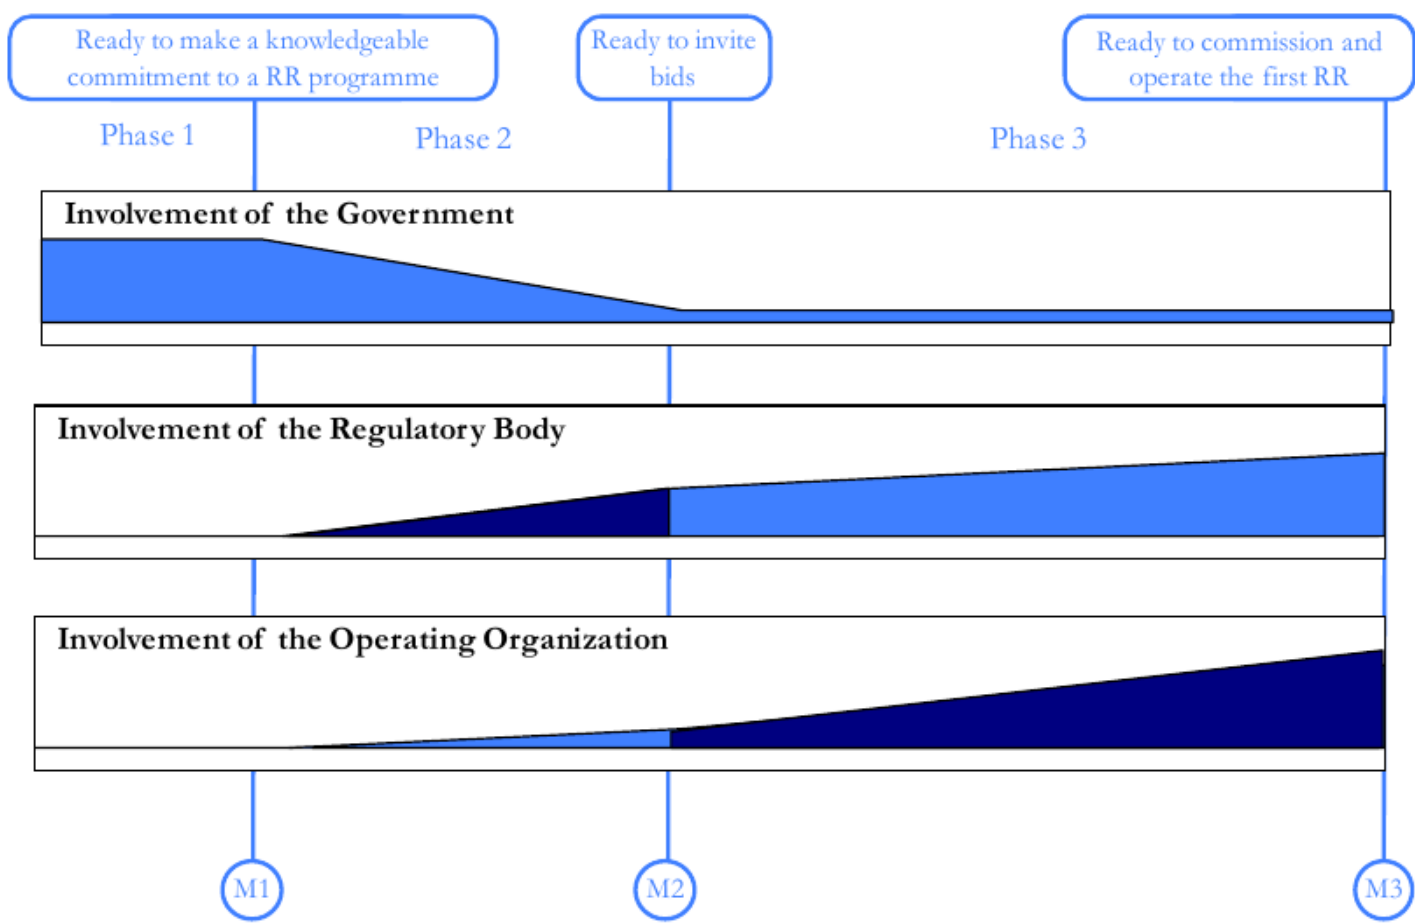 Ready to make a knowledgeable
commitment to a RR programme
Ready to invite
bids
Ready to commission and
operate the first RR
Phase 1
Phase 2
Phase 3
Involvement of the Government
Involvement of the Regulatory Body
Involvement of the Operating Organization
M1
M2
M3